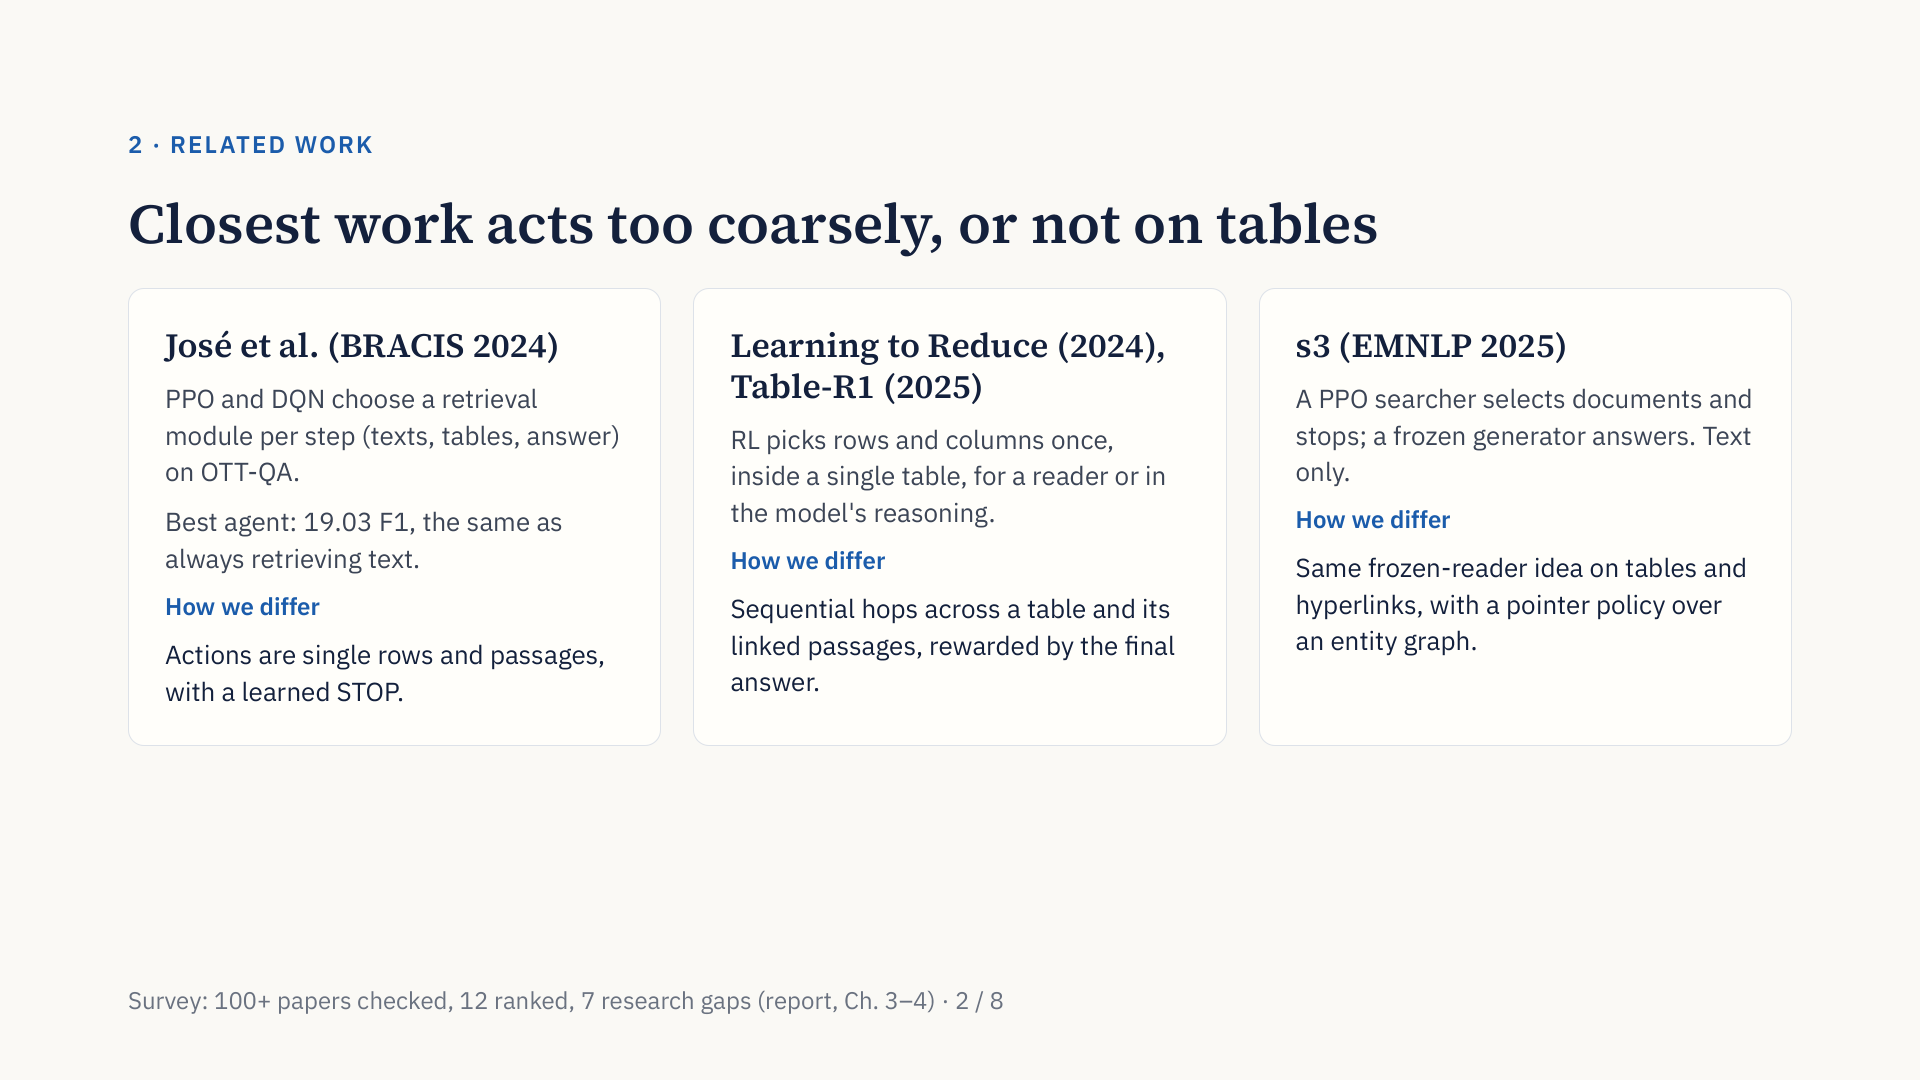 2 · RELATED WORK
Closest work acts too coarsely, or not on tables
José et al. (BRACIS 2024)
PPO and DQN choose a retrieval
module per step (texts, tables, answer)
on OTT-QA.
Best agent: 19.03 F1, the same as
always retrieving text.
How we differ
Actions are single rows and passages,
with a learned STOP.
Learning to Reduce (2024),
Table-R1 (2025)
RL picks rows and columns once,
inside a single table, for a reader or in
the model's reasoning.
How we differ
Sequential hops across a table and its
linked passages, rewarded by the final
answer.
s3 (EMNLP 2025)
A PPO searcher selects documents and
stops; a frozen generator answers. Text
only.
How we differ
Same frozen-reader idea on tables and
hyperlinks, with a pointer policy over
an entity graph.
Survey: 100+ papers checked, 12 ranked, 7 research gaps (report, Ch. 3–4) · 2 / 8